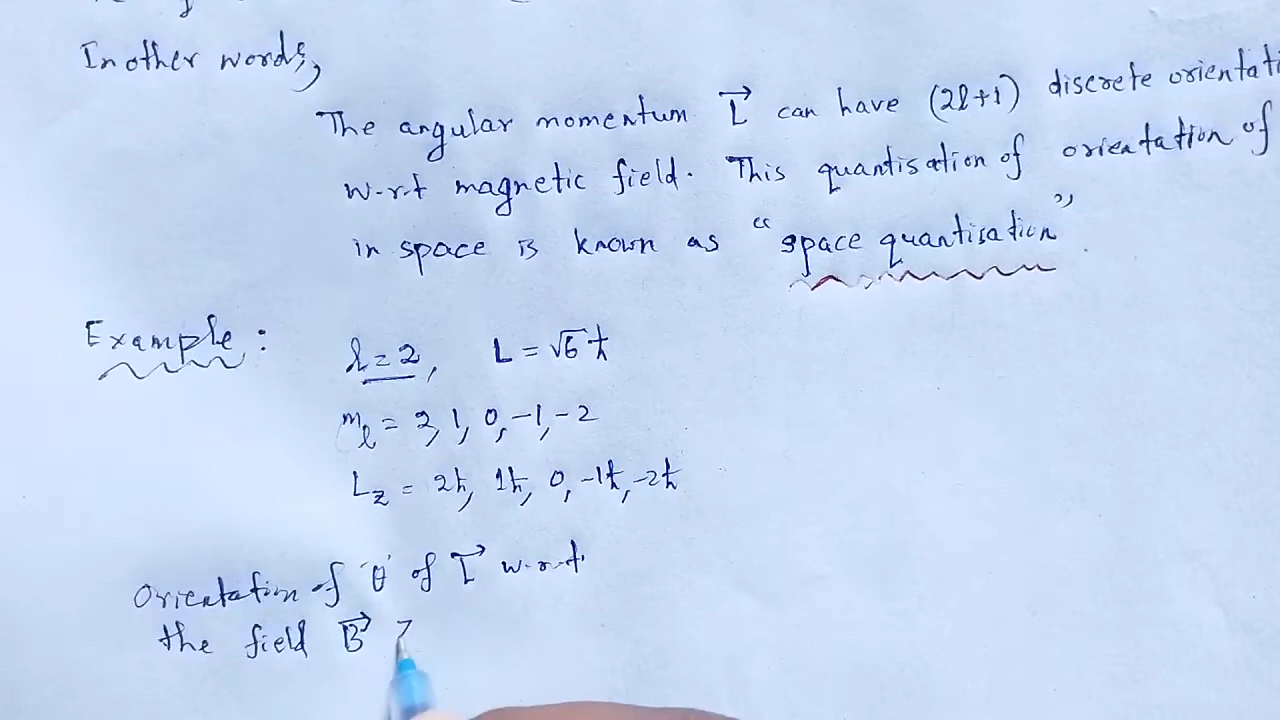 In other words,
The angular momentum L⃗ can have (2l+1) discrete orientati
w.r.t magnetic field. This quantisation of orientation of
in space is known as "space quantisation".
Example :
l = 2, L = √6 ħ
mₗ = 2, 1, 0, -1, -2
L_z = 2ħ, 1ħ, 0, -1ħ, -2ħ
Orientation of 'θ' of L⃗ w.r.t
the field B⃗